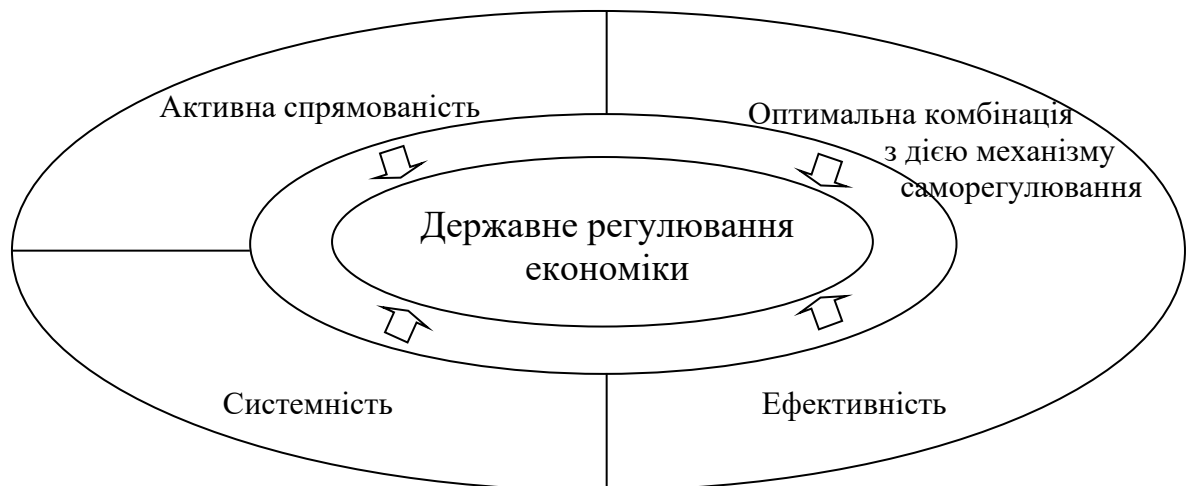 Активна спрямованість
Оптимальна комбінація
з дією механізму
саморегулювання
Державне регулювання
економіки
Системність
Ефективність